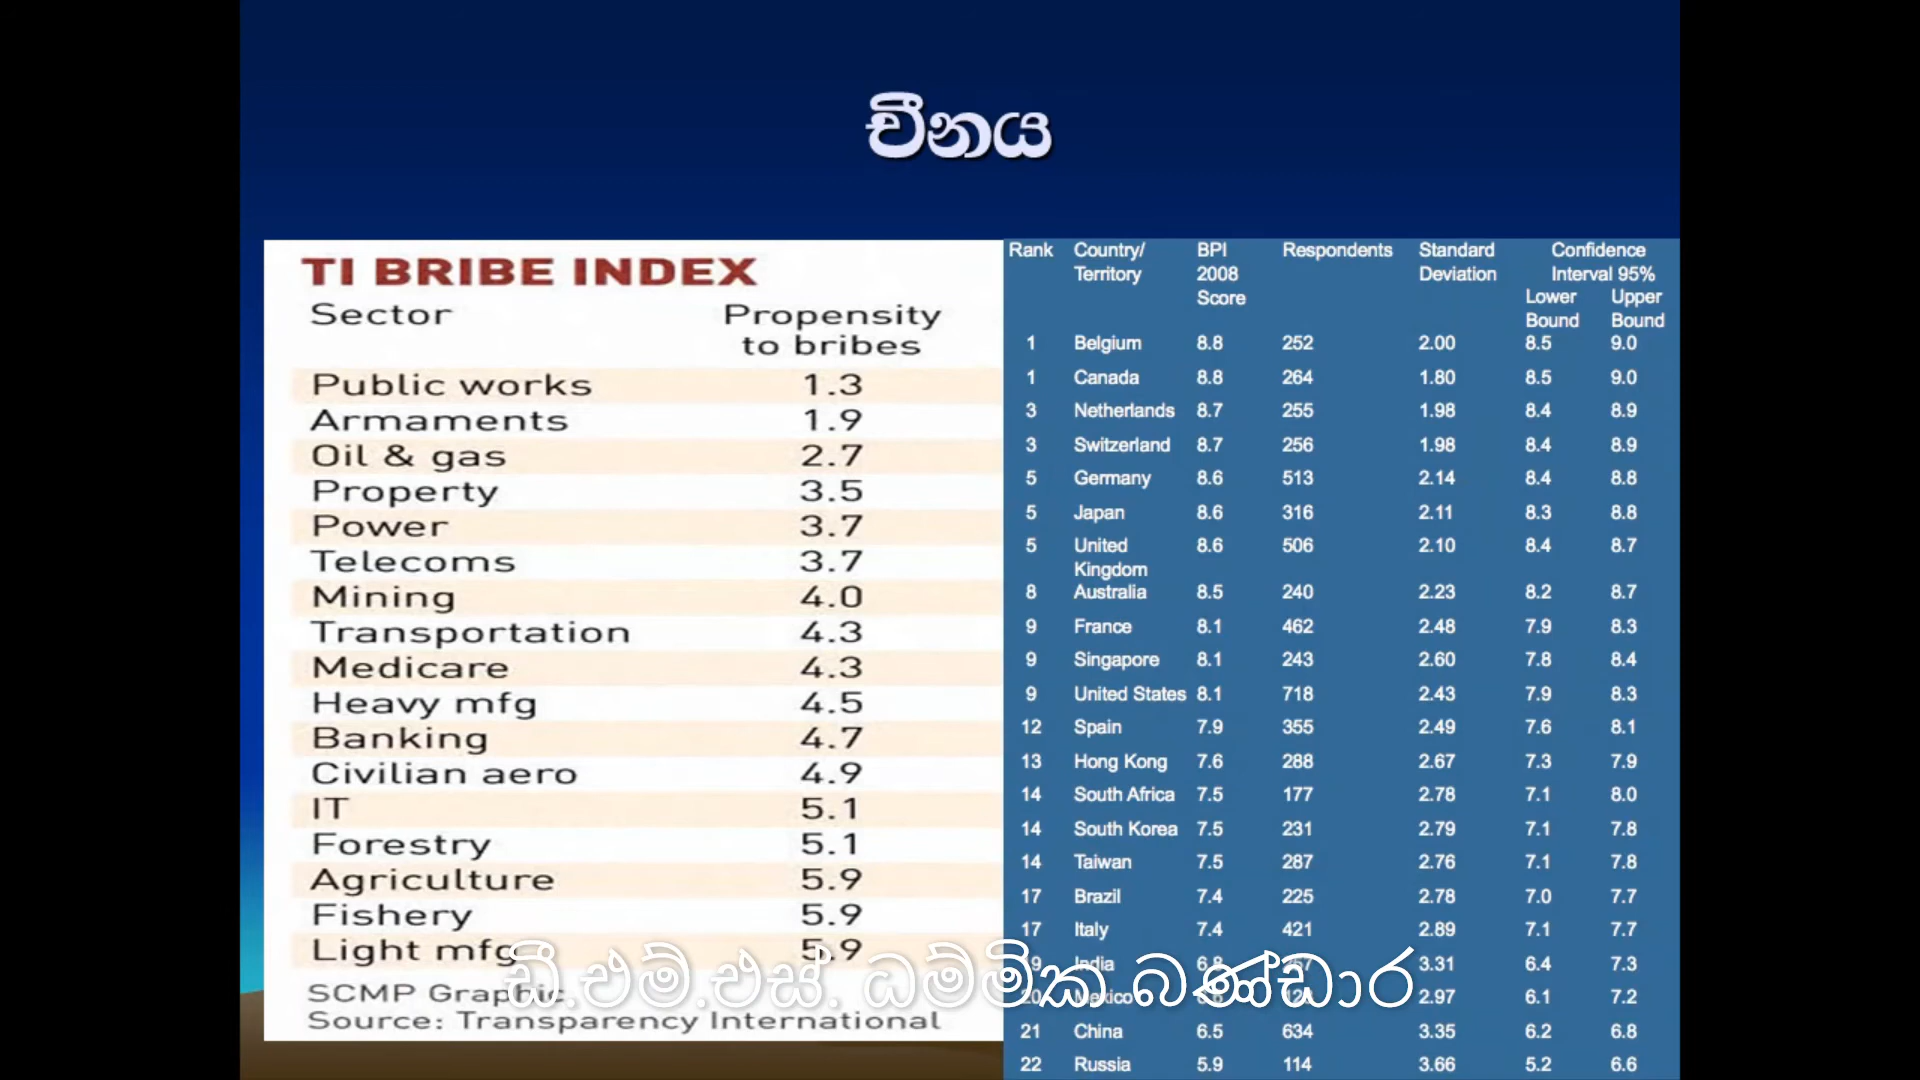 චීනය
TI BRIBE INDEX
Sector Propensity to bribes
Public works 1.3
Armaments 1.9
Oil & gas 2.7
Property 3.5
Power 3.7
Telecoms 3.7
Mining 4.0
Transportation 4.3
Medicare 4.3
Heavy mfg 4.5
Banking 4.7
Civilian aero 4.9
IT 5.1
Forestry 5.1
Agriculture 5.9
Fishery 5.9
Light mfg 5.9
SCMP Graphic
Source: Transparency International
Rank Country/ Territory BPI 2008 Score Respondents Standard Deviation Confidence Interval 95%
Lower Bound Upper Bound
1 Belgium 8.8 252 2.00 8.5 9.0
1 Canada 8.8 264 1.80 8.5 9.0
3 Netherlands 8.7 255 1.98 8.4 8.9
3 Switzerland 8.7 256 1.98 8.4 8.9
5 Germany 8.6 513 2.14 8.4 8.8
5 Japan 8.6 316 2.11 8.3 8.8
5 United Kingdom 8.6 506 2.10 8.4 8.7
8 Australia 8.5 240 2.23 8.2 8.7
9 France 8.1 462 2.48 7.9 8.3
9 Singapore 8.1 243 2.60 7.8 8.4
9 United States 8.1 718 2.43 7.9 8.3
12 Spain 7.9 355 2.49 7.6 8.1
13 Hong Kong 7.6 288 2.67 7.3 7.9
14 South Africa 7.5 177 2.78 7.1 8.0
14 South Korea 7.5 231 2.79 7.1 7.8
14 Taiwan 7.5 287 2.76 7.1 7.8
17 Brazil 7.4 225 2.78 7.0 7.7
17 Italy 7.4 421 2.89 7.1 7.7
India 3.31 6.4 7.3
20 Mexico 2.97 6.1 7.2
21 China 6.5 634 3.35 6.2 6.8
22 Russia 5.9 114 3.66 5.2 6.6
ඩී.එම්.එස්. ධම්මික බණ්ඩාර